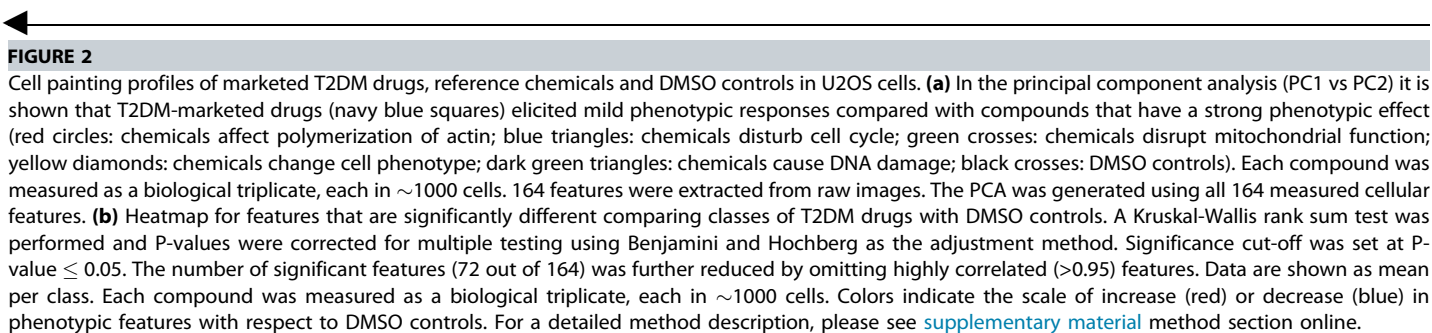 FIGURE 2
Cell painting profiles of marketed T2DM drugs, reference chemicals and DMSO controls in U2OS cells. (a) In the principal component analysis (PC1 vs PC2) it is
shown that T2DM-marketed drugs (navy blue squares) elicited mild phenotypic responses compared with compounds that have a strong phenotypic effect
(red circles: chemicals affect polymerization of actin; blue triangles: chemicals disturb cell cycle; green crosses: chemicals disrupt mitochondrial function;
yellow diamonds: chemicals change cell phenotype; dark green triangles: chemicals cause DNA damage; black crosses: DMSO controls). Each compound was
measured as a biological triplicate, each in ∼1000 cells. 164 features were extracted from raw images. The PCA was generated using all 164 measured cellular
features. (b) Heatmap for features that are significantly different comparing classes of T2DM drugs with DMSO controls. A Kruskal-Wallis rank sum test was
performed and P-values were corrected for multiple testing using Benjamini and Hochberg as the adjustment method. Significance cut-off was set at P-
value ≤ 0.05. The number of significant features (72 out of 164) was further reduced by omitting highly correlated (>0.95) features. Data are shown as mean
per class. Each compound was measured as a biological triplicate, each in ∼1000 cells. Colors indicate the scale of increase (red) or decrease (blue) in
phenotypic features with respect to DMSO controls. For a detailed method description, please see supplementary material method section online.